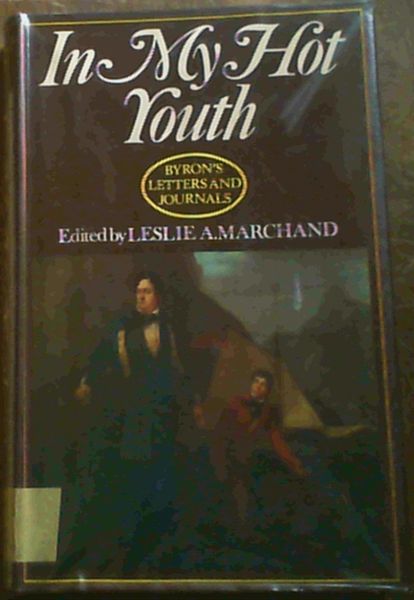 In My Hot
Youth
BYRON'S
LETTERS AND
JOURNALS
Edited by LESLIE A. MARCHAND